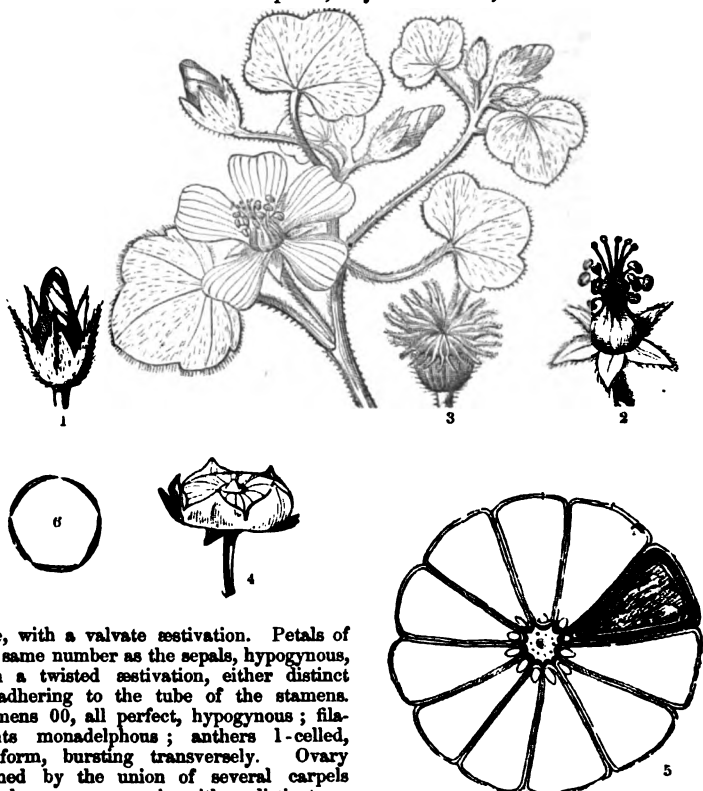 1
3
2
6
4
e, with a valvate æstivation. Petals of
same number as the sepals, hypogynous,
a twisted æstivation, either distinct
adhering to the tube of the stamens.
mens 00, all perfect, hypogynous ; fila-
ts monadelphous ; anthers 1-celled,
form, bursting transversely. Ovary
ned by the union of several carpels
5